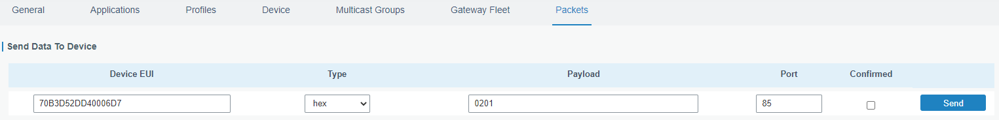 General Applications Profiles Device Multicast Groups Gateway Fleet Packets
Send Data To Device
Device EUI Type Payload Port Confirmed
70B3D52DD40006D7 hex 0201 85 Send